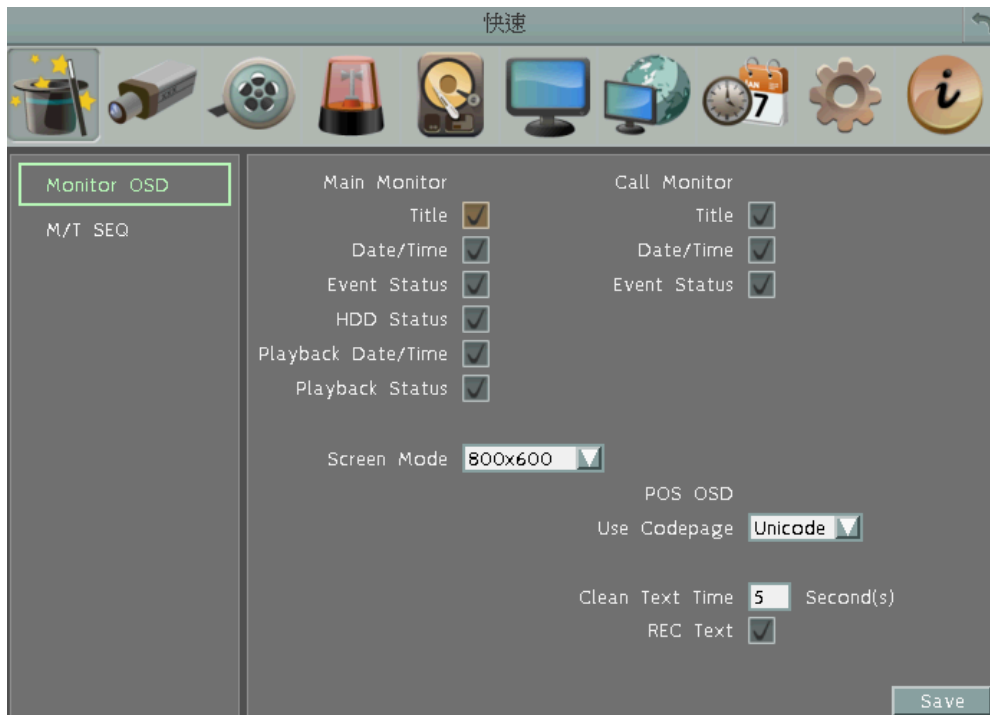 快速
JAN
7
i
Monitor OSD
M/T SEQ
Main Monitor
Title
Date/Time
Event Status
HDD Status
Playback Date/Time
Playback Status
Call Monitor
Title
Date/Time
Event Status
Screen Mode 800x600
POS OSD
Use Codepage Unicode
Clean Text Time 5 Second(s)
REC Text
Save